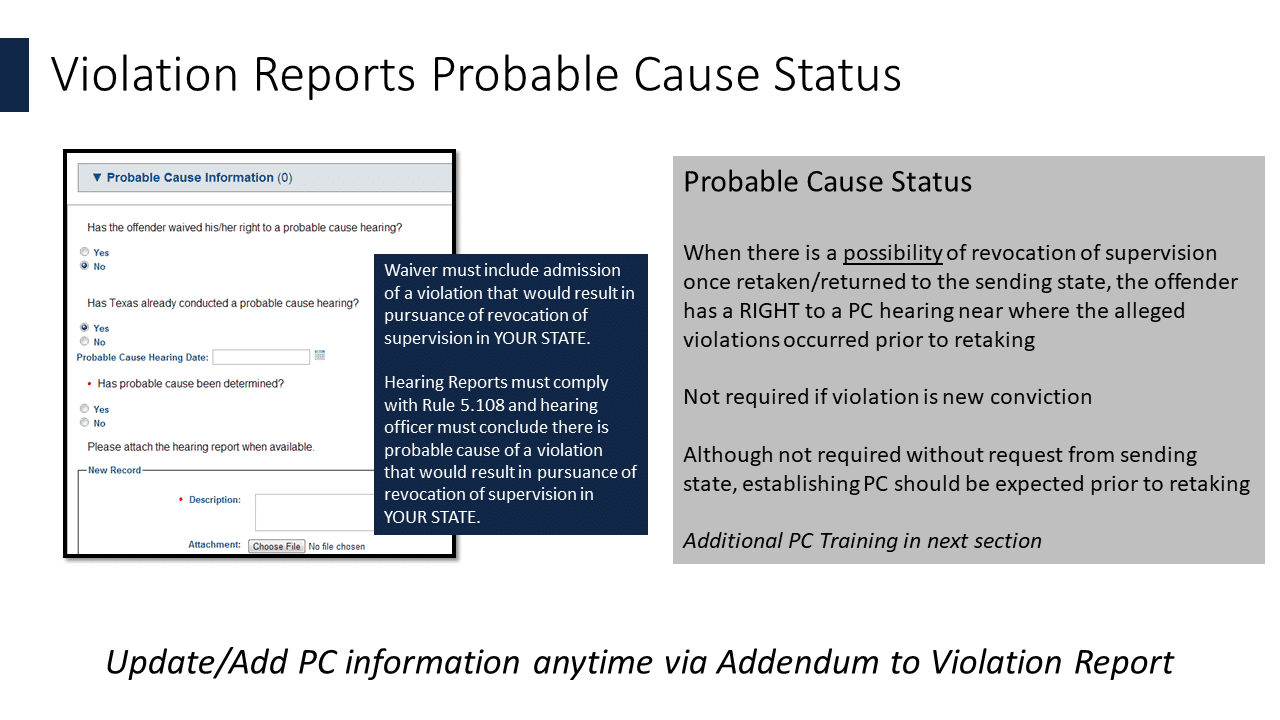 Violation Reports Probable Cause Status
▼ Probable Cause Information (0)
Has the offender waived his/her right to a probable cause hearing?
Yes
No
Has Texas already conducted a probable cause hearing?
Yes
No
Probable Cause Hearing Date:
• Has probable cause been determined?
Yes
No
Please attach the hearing report when available.
New Record
• Description:
Attachment: Choose File No file chosen
Waiver must include admission
of a violation that would result in
pursuance of revocation of
supervision in YOUR STATE.
Hearing Reports must comply
with Rule 5.108 and hearing
officer must conclude there is
probable cause of a violation
that would result in pursuance of
revocation of supervision in
YOUR STATE.
Probable Cause Status
When there is a possibility of revocation of supervision
once retaken/returned to the sending state, the offender
has a RIGHT to a PC hearing near where the alleged
violations occurred prior to retaking
Not required if violation is new conviction
Although not required without request from sending
state, establishing PC should be expected prior to retaking
Additional PC Training in next section
Update/Add PC information anytime via Addendum to Violation Report